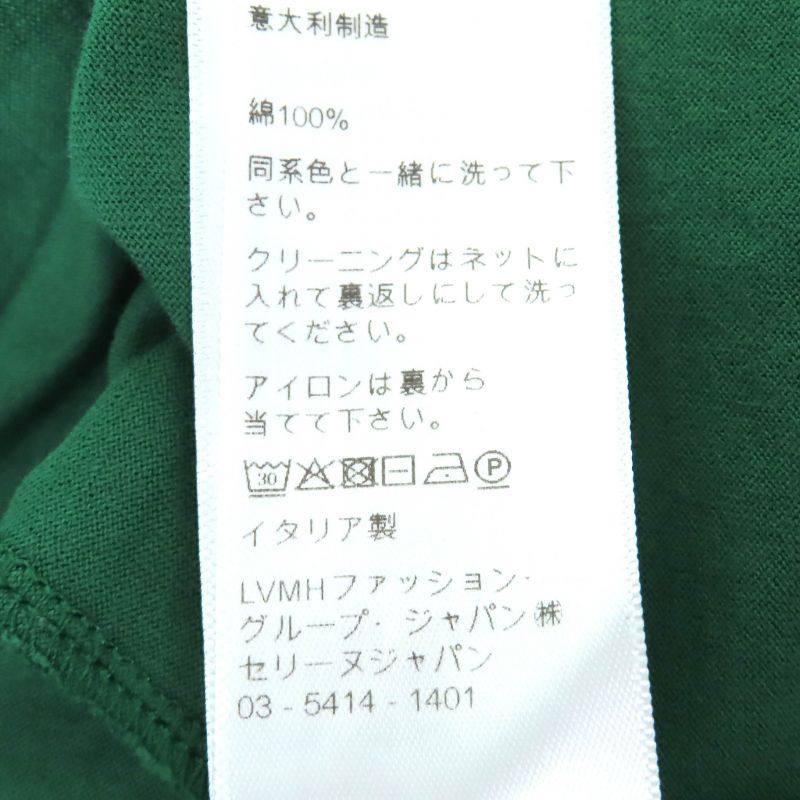 意大利制造
綿100%
同系色と一緒に洗って下
さい。
クリーニングはネットに
入れて裏返しにして洗っ
てください。
アイロンは裏から
当てて下さい。
30 P
イタリア製
LVMHファッション・
グループ・ジャパン㈱
セリーヌジャパン
03 - 5414 - 1401